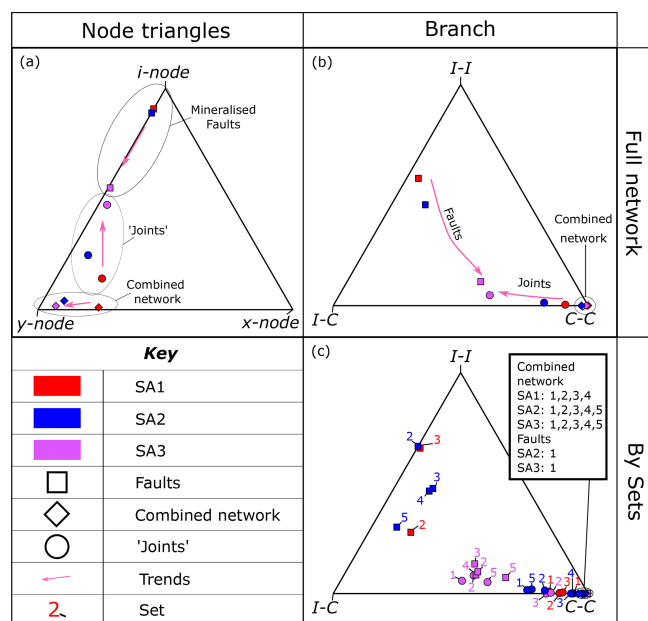 Node triangles
Branch
(a)
i-node
Mineralised
Faults
'Joints'
Combined
network
y-node
x-node
(b)
I-I
Faults
Combined
network
Joints
I-C
C-C
Full network
Key
SA1
SA2
SA3
Faults
Combined network
'Joints'
Trends
2 Set
(c)
I-I
Combined
network
SA1: 1,2,3,4
SA2: 1,2,3,4,5
SA3: 1,2,3,4,5
Faults
SA2: 1
SA3: 1
2 3
3
4
5 2
3
4 2 5
1 2 5
1 5 2 1 2 3 4 1
3 2 3
I-C
C-C
By Sets